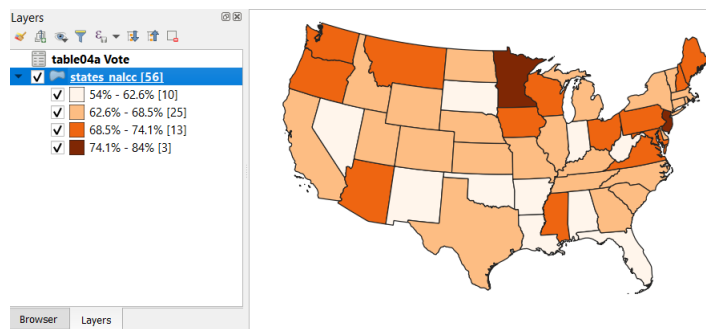 Layers
table04a Vote
states_nalcc [56]
54% - 62.6% [10]
62.6% - 68.5% [25]
68.5% - 74.1% [13]
74.1% - 84% [3]
Browser
Layers